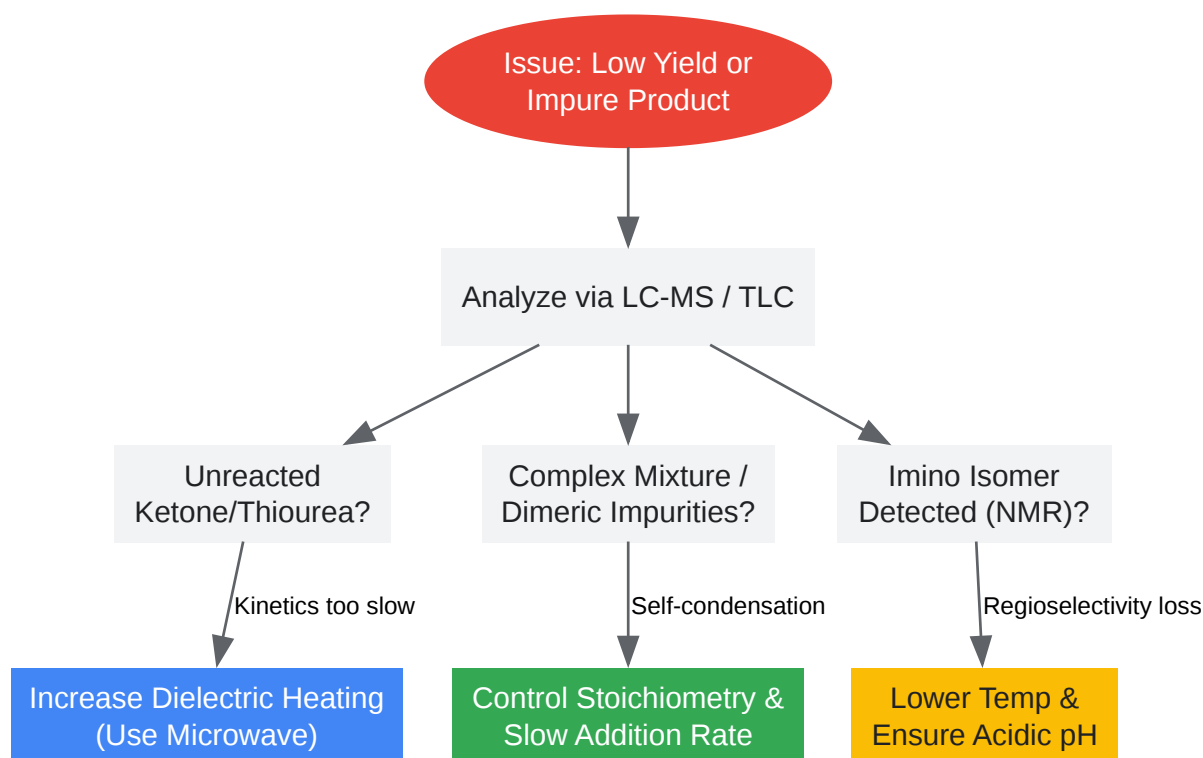 Issue: Low Yield or
Impure Product
Analyze via LC-MS / TLC
Unreacted
Ketone/Thiourea?
Complex Mixture /
Dimeric Impurities?
Imino Isomer
Detected (NMR)?
Kinetics too slow
Self-condensation
Regioselectivity loss
Increase Dielectric Heating
(Use Microwave)
Control Stoichiometry &
Slow Addition Rate
Lower Temp &
Ensure Acidic pH